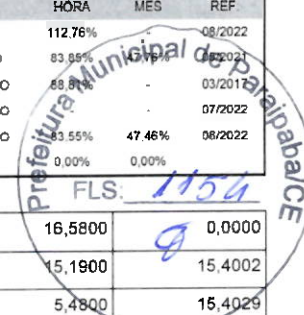 HORA MES REF.
112,76% - 08/2022
O 83,85% 47,76% 08/2021
O 88,81% - 03/2017
O - - 07/2022
O 83,55% 47,46% 08/2022
0,00% 0,00%
Prefeitura Municipal de Paraipaba/CE
FLS: 1154
16,5800 0,0000
15,1900 15,4002
5,4800 15,4029